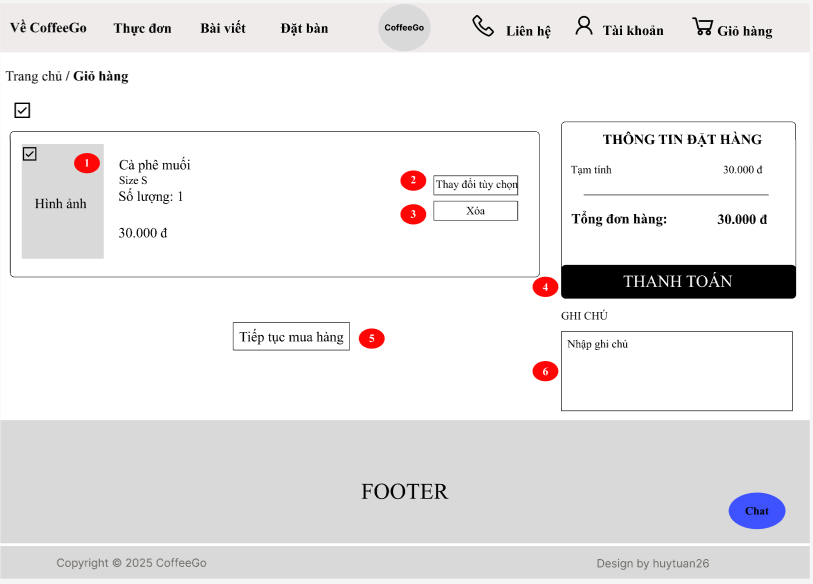 Về CoffeeGo Thực đơn Bài viết Đặt bàn CoffeeGo Liên hệ Tài khoản Giỏ hàng
Trang chủ / Giỏ hàng
1
Hình ảnh
Cà phê muối
Size S
Số lượng: 1
30.000 đ
2 Thay đổi tùy chọn
3 Xóa
THÔNG TIN ĐẶT HÀNG
Tạm tính 30.000 đ
Tổng đơn hàng: 30.000 đ
4 THANH TOÁN
Tiếp tục mua hàng 5
GHI CHÚ
Nhập ghi chú
6
FOOTER
Chat
Copyright © 2025 CoffeeGo Design by huytuan26